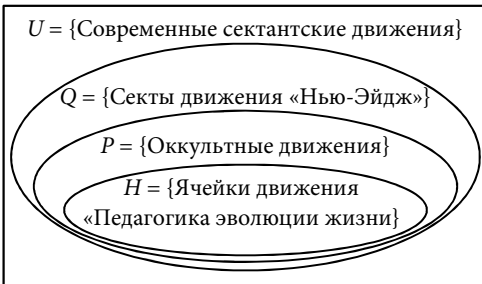 U = {Современные сектантские движения}
Q = {Секты движения «Нью-Эйдж»}
P = {Оккультные движения}
H = {Ячейки движения
«Педагогика эволюции жизни}